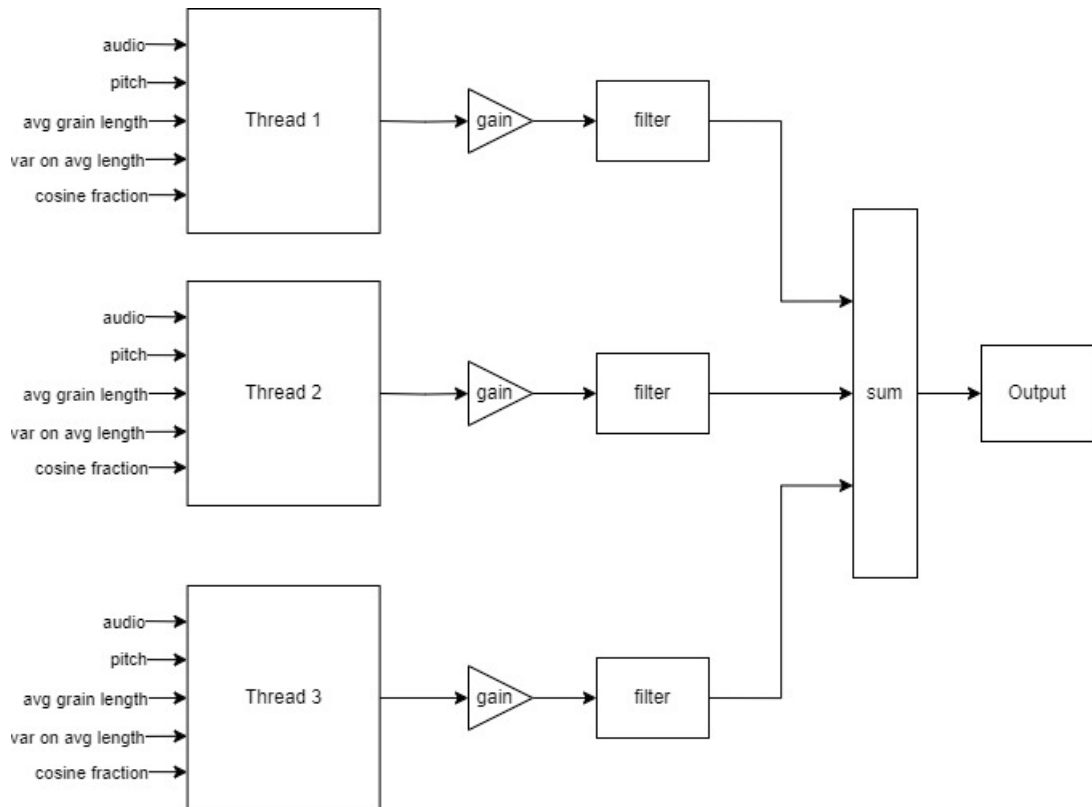 audio
pitch
avg grain length
var on avg length
cosine fraction
Thread 1
gain
filter
audio
pitch
avg grain length
var on avg length
cosine fraction
Thread 2
gain
filter
sum
Output
audio
pitch
avg grain length
var on avg length
cosine fraction
Thread 3
gain
filter